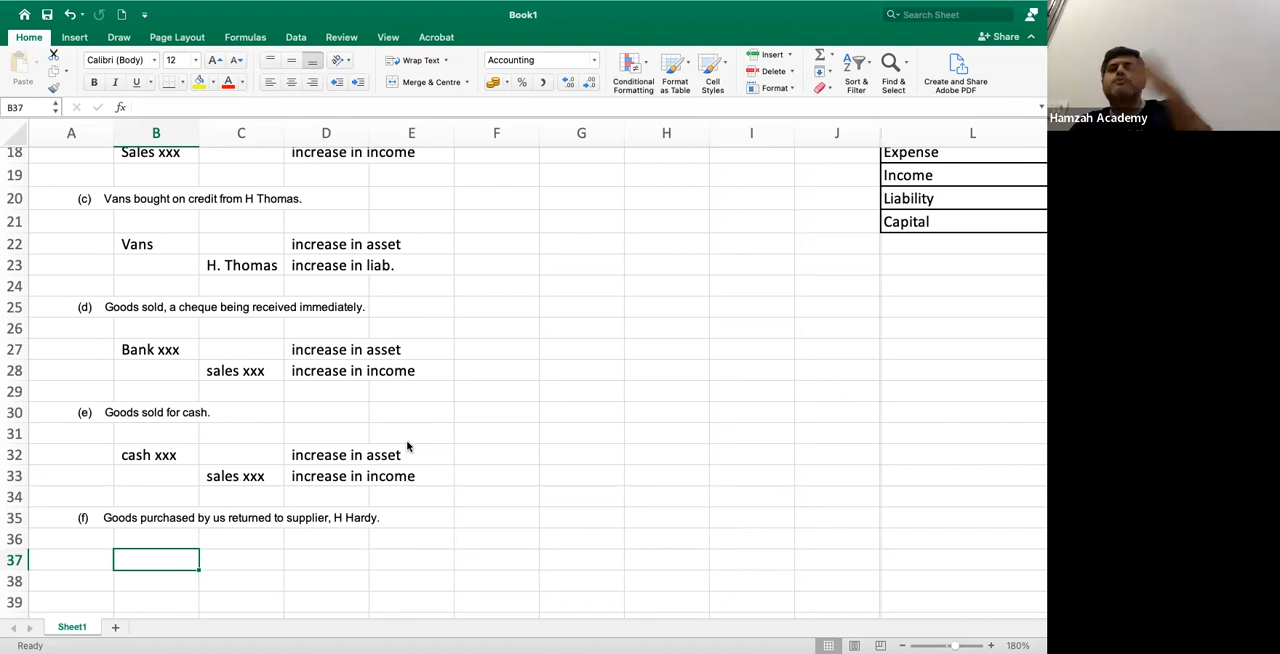 Book1
Search Sheet
Home Insert Draw Page Layout Formulas Data Review View Acrobat
Share
Paste
Calibri (Body) 12 A A
Wrap Text
Accounting
B I U A
Merge & Centre
% )
Conditional Formatting
Format as Table
Cell Styles
Insert
Delete
Format
Sort & Filter
Find & Select
Create and Share Adobe PDF
B37 fx
A B C D E F G H I J L
18 Sales xxx increase in income Expense
19 Income
20 (c) Vans bought on credit from H Thomas. Liability
21 Capital
22 Vans increase in asset
23 H. Thomas increase in liab.
24
25 (d) Goods sold, a cheque being received immediately.
26
27 Bank xxx increase in asset
28 sales xxx increase in income
29
30 (e) Goods sold for cash.
31
32 cash xxx increase in asset
33 sales xxx increase in income
34
35 (f) Goods purchased by us returned to supplier, H Hardy.
36
37
38
39
Sheet1
Ready
180%
Hamzah Academy